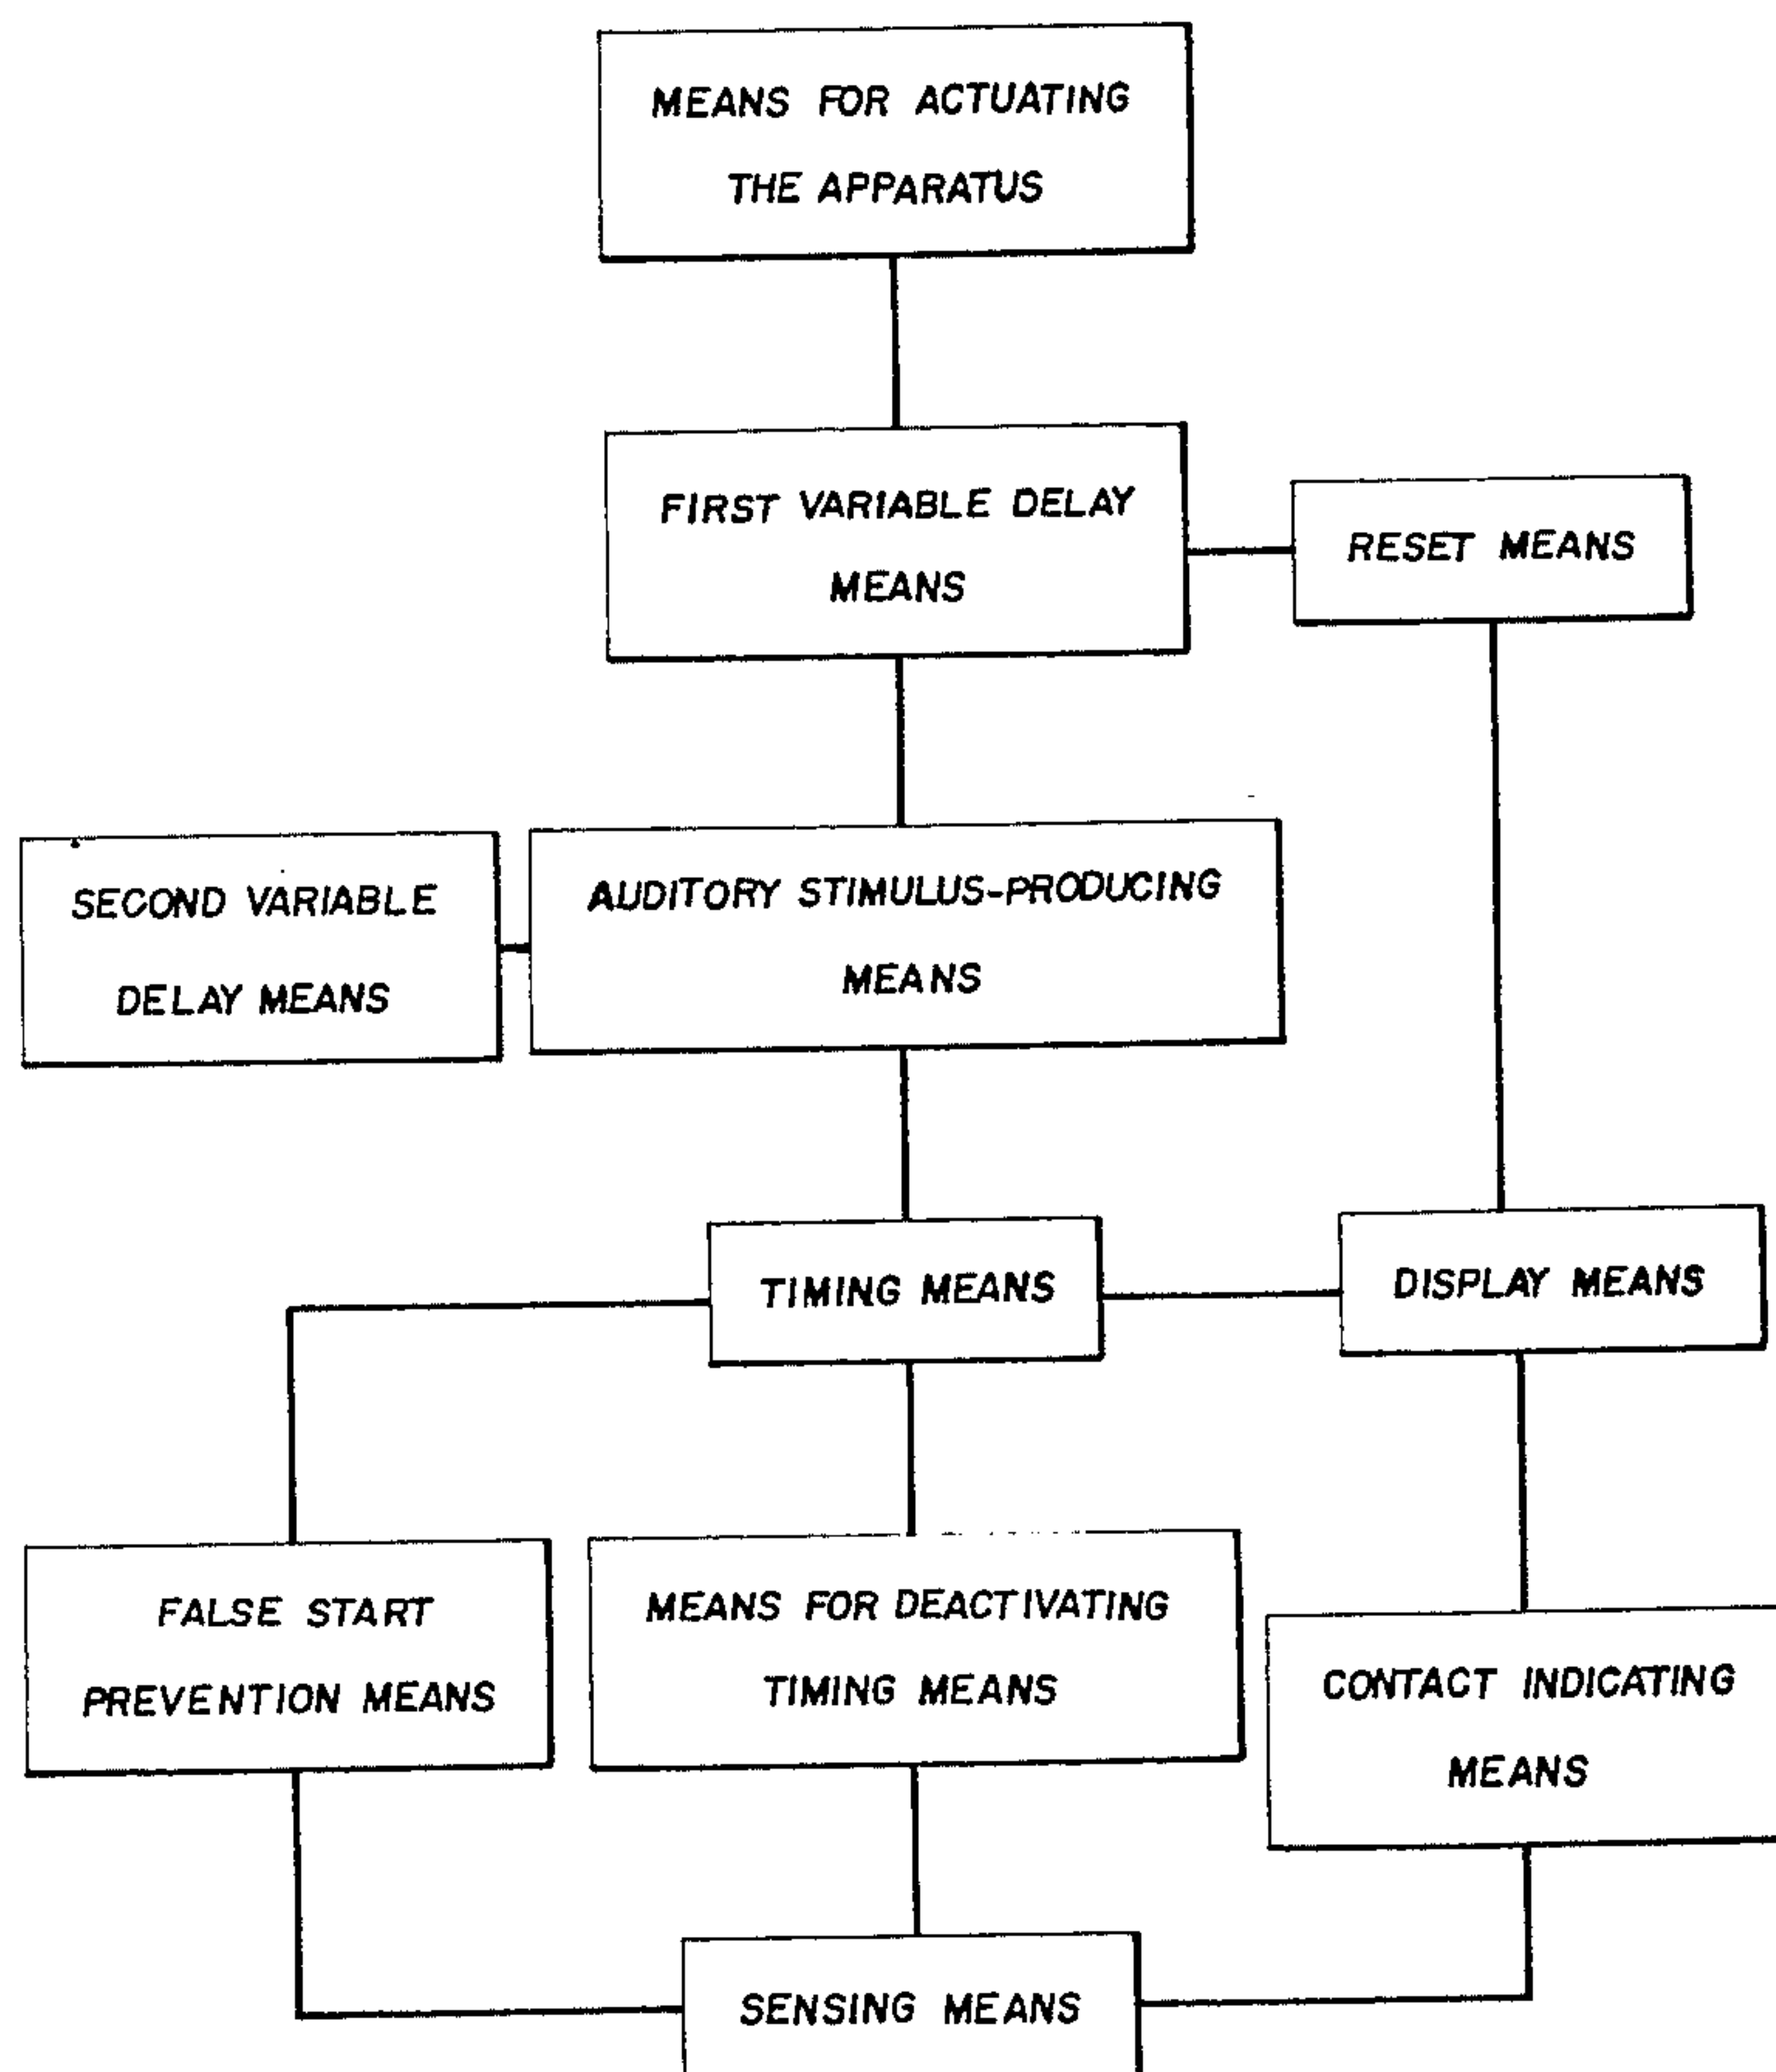 MEANS FOR ACTUATING
THE APPARATUS
FIRST VARIABLE DELAY
MEANS
RESET MEANS
SECOND VARIABLE
DELAY MEANS
AUDITORY STIMULUS-PRODUCING
MEANS
TIMING MEANS
DISPLAY MEANS
FALSE START
PREVENTION MEANS
MEANS FOR DEACTIVATING
TIMING MEANS
CONTACT INDICATING
MEANS
SENSING MEANS